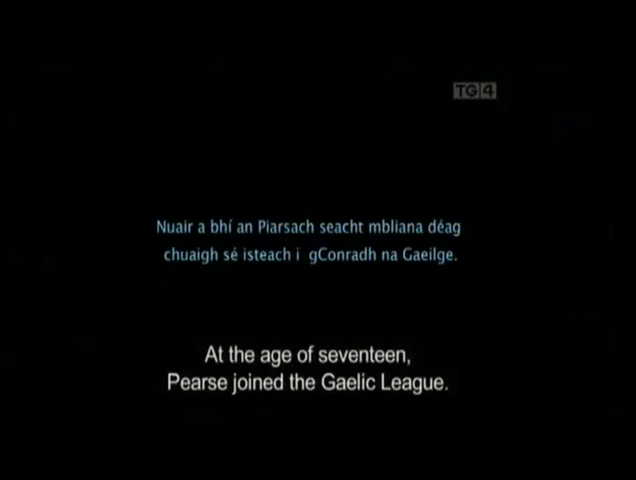 TG4
Nuair a bhí an Piarsach seacht mbliana déag
chuaigh sé isteach i gConradh na Gaeilge.
At the age of seventeen,
Pearse joined the Gaelic League.